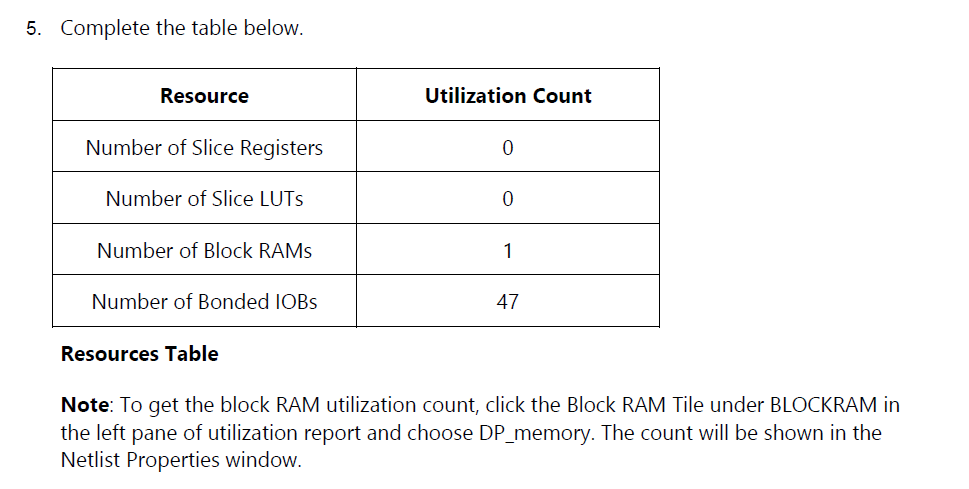 5. Complete the table below.
Resource Utilization Count
Number of Slice Registers 0
Number of Slice LUTs 0
Number of Block RAMs 1
Number of Bonded IOBs 47
Resources Table
Note: To get the block RAM utilization count, click the Block RAM Tile under BLOCKRAM in
the left pane of utilization report and choose DP_memory. The count will be shown in the
Netlist Properties window.